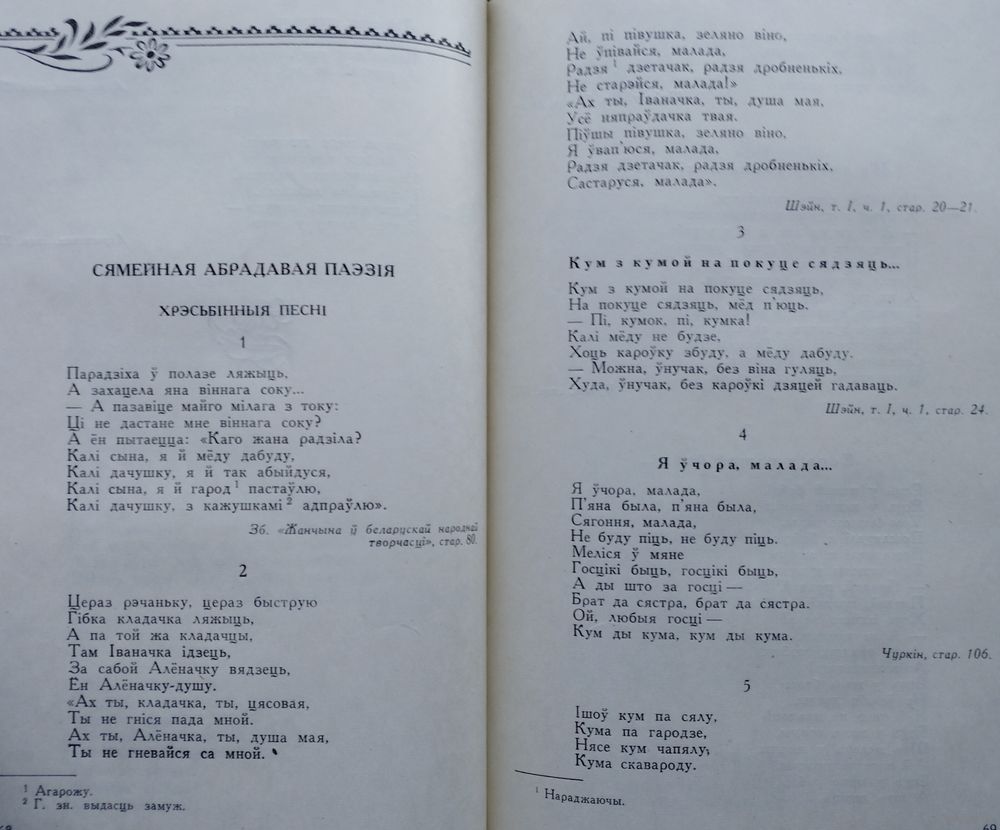 СЯМЕЙНАЯ АБРАДАВАЯ ПАЭЗІЯ
ХРЭСЬБІННЫЯ ПЕСНІ
1
Парадзіха ў полазе ляжыць,
А захацела яна віннага соку...
— А пазавіце майго мілага з току:
Ці не дастане мне віннага соку?
А ён пытаецца: «Каго жана радзіла?
Калі сына, я й мёду дабуду,
Калі дачушку, я й так абыйдуся,
Калі сына, я й гарод¹ пастаўлю,
Калі дачушку, з кажушкамі² адпраўлю».
Зб. «Жанчына ў беларускай народнай
творчасці», стар. 80.
2
Цераз рэчаньку, цераз быструю
Гібка кладачка ляжыць,
А па той жа кладачцы,
Там Іваначка ідзець,
За сабой Алёначку вядзець,
Ён Алёначку-душу.
«Ах ты, кладачка, ты, цясовая,
Ты не гніся пада мной.
Ах ты, Алёначка, ты, душа мая,
Ты не гневайся са мной.
¹ Агарожу.
² Г. зн. выдасць замуж.
68
Ай, пі півушка, зеляно віно,
Не ўпівайся, малада,
Радзя¹ дзетачак, радзя дробненькіх,
Не старэйся, малада!»
«Ах ты, Іваначка, ты, душа мая,
Усё няпраўдачка твая.
Піўшы півушка, зеляно віно,
Я ўвап'юся, малада,
Радзя дзетачак, радзя дробненькіх,
Састаруся, малада».
Шэйн, т. I, ч. 1, стар. 20—21.
3
Кум з кумой на покуце сядзяць...
Кум з кумой на покуце сядзяць,
На покуце сядзяць, мёд п'юць.
— Пі, кумок, пі, кумка!
Калі мёду не будзе,
Хоць кароўку збуду, а мёду дабуду.
— Можна, ўнучак, без віна гуляць,
Худа, ўнучак, без кароўкі дзяцей гадаваць.
Шэйн, т. I, ч. 1, стар. 24.
4
Я ўчора, малада...
Я ўчора, малада,
П'яна была, п'яна была,
Сягоння, малада,
Не буду піць, не буду піць.
Меліся ў мяне
Госцікі быць, госцікі быць,
А ды што за госці —
Брат да сястра, брат да сястра.
Ой, любыя госці —
Кум ды кума, кум ды кума.
Чуркін, стар. 106.
5
Ішоў кум па сялу,
Кума па гародзе,
Нясе кум чапялу,
Кума скавароду.
¹ Нараджаючы.
69